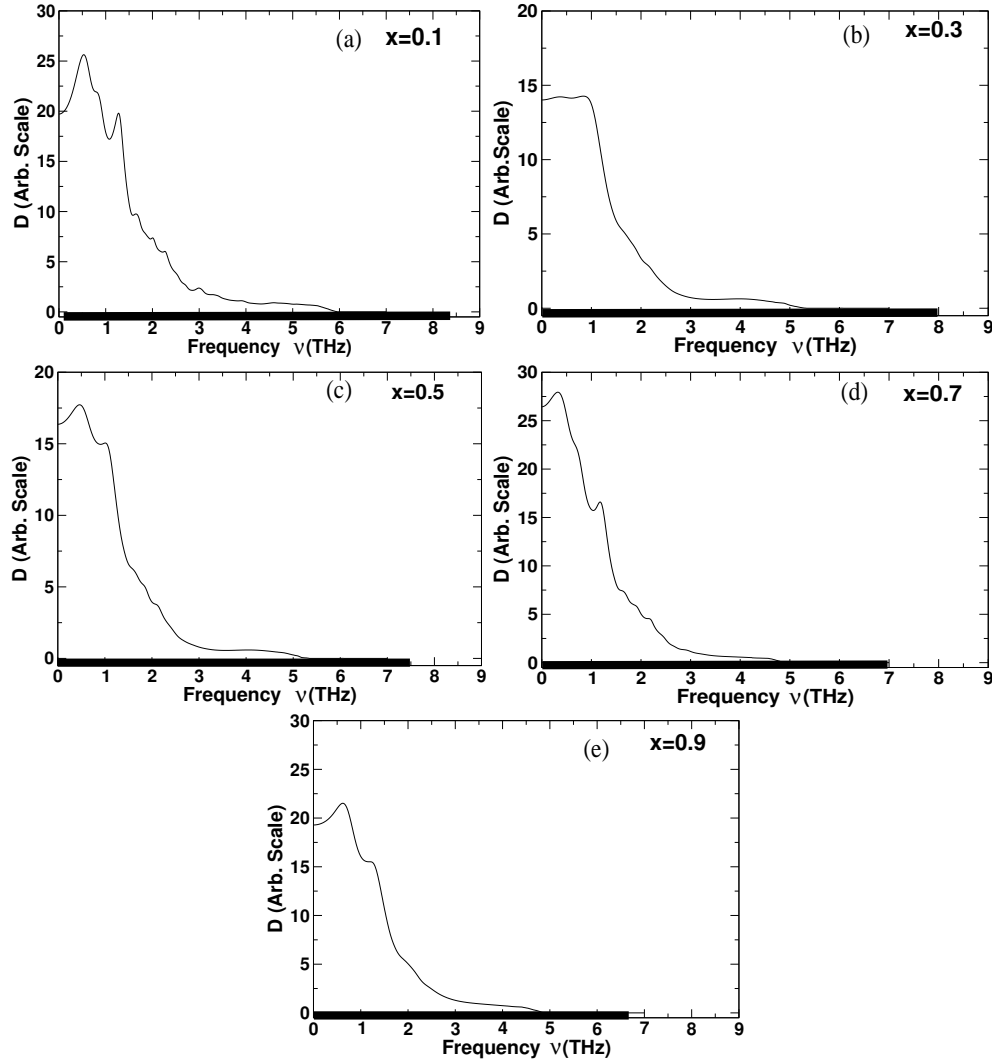 (a) x=0.1
30
25
20
15
10
5
0
D (Arb. Scale)
0 1 2 3 4 5 6 7 8 9
Frequency ν(THz)
(b) x=0.3
20
15
10
5
0
D (Arb.Scale)
0 1 2 3 4 5 6 7 8 9
Frequency ν(THz)
(c) x=0.5
20
15
10
5
0
D (Arb. Scale)
0 1 2 3 4 5 6 7 8 9
Frequency ν(THz)
(d) x=0.7
30
25
20
15
10
5
0
D (Arb. Scale)
0 1 2 3 4 5 6 7 8 9
Frequency ν(THz)
(e) x=0.9
30
25
20
15
10
5
0
D (Arb. Scale)
0 1 2 3 4 5 6 7 8 9
Frequency ν(THz)